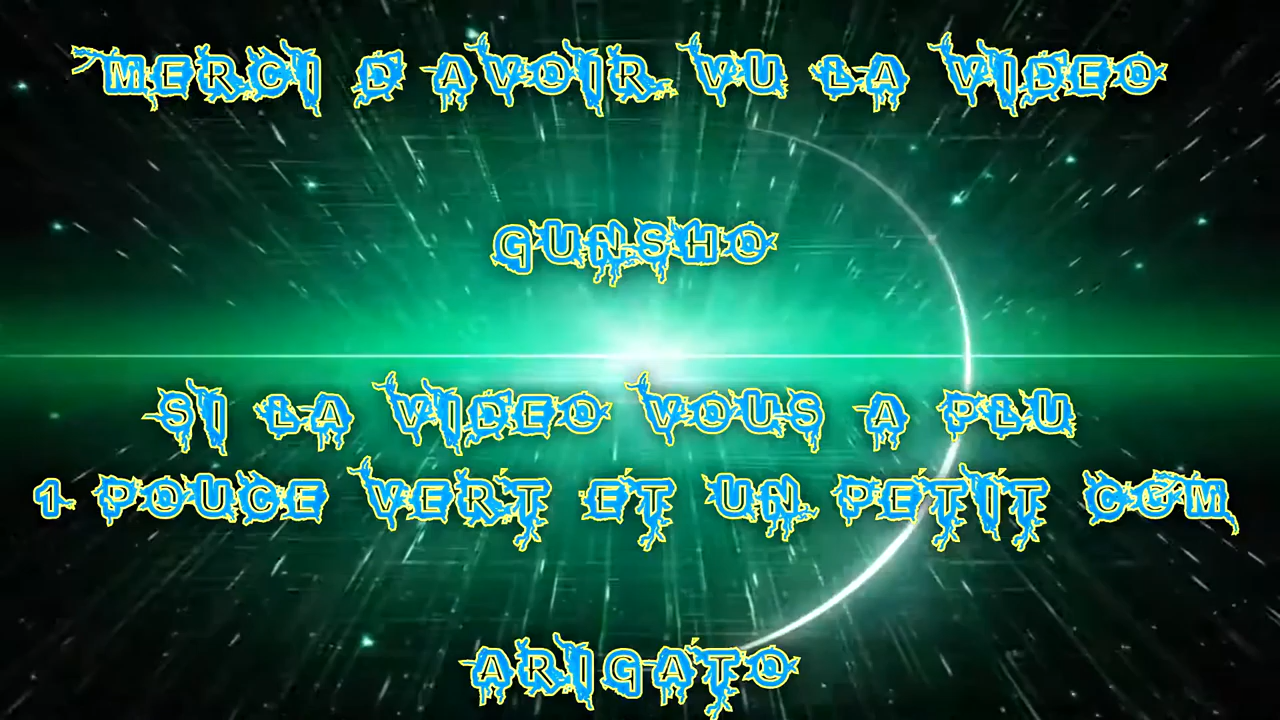 MERCI D AVOIR VU LA VIDEO
GUNSHO
SI LA VIDEO VOUS A PLU
1 POUCE VERT ET UN PETIT COM
ARIGATO